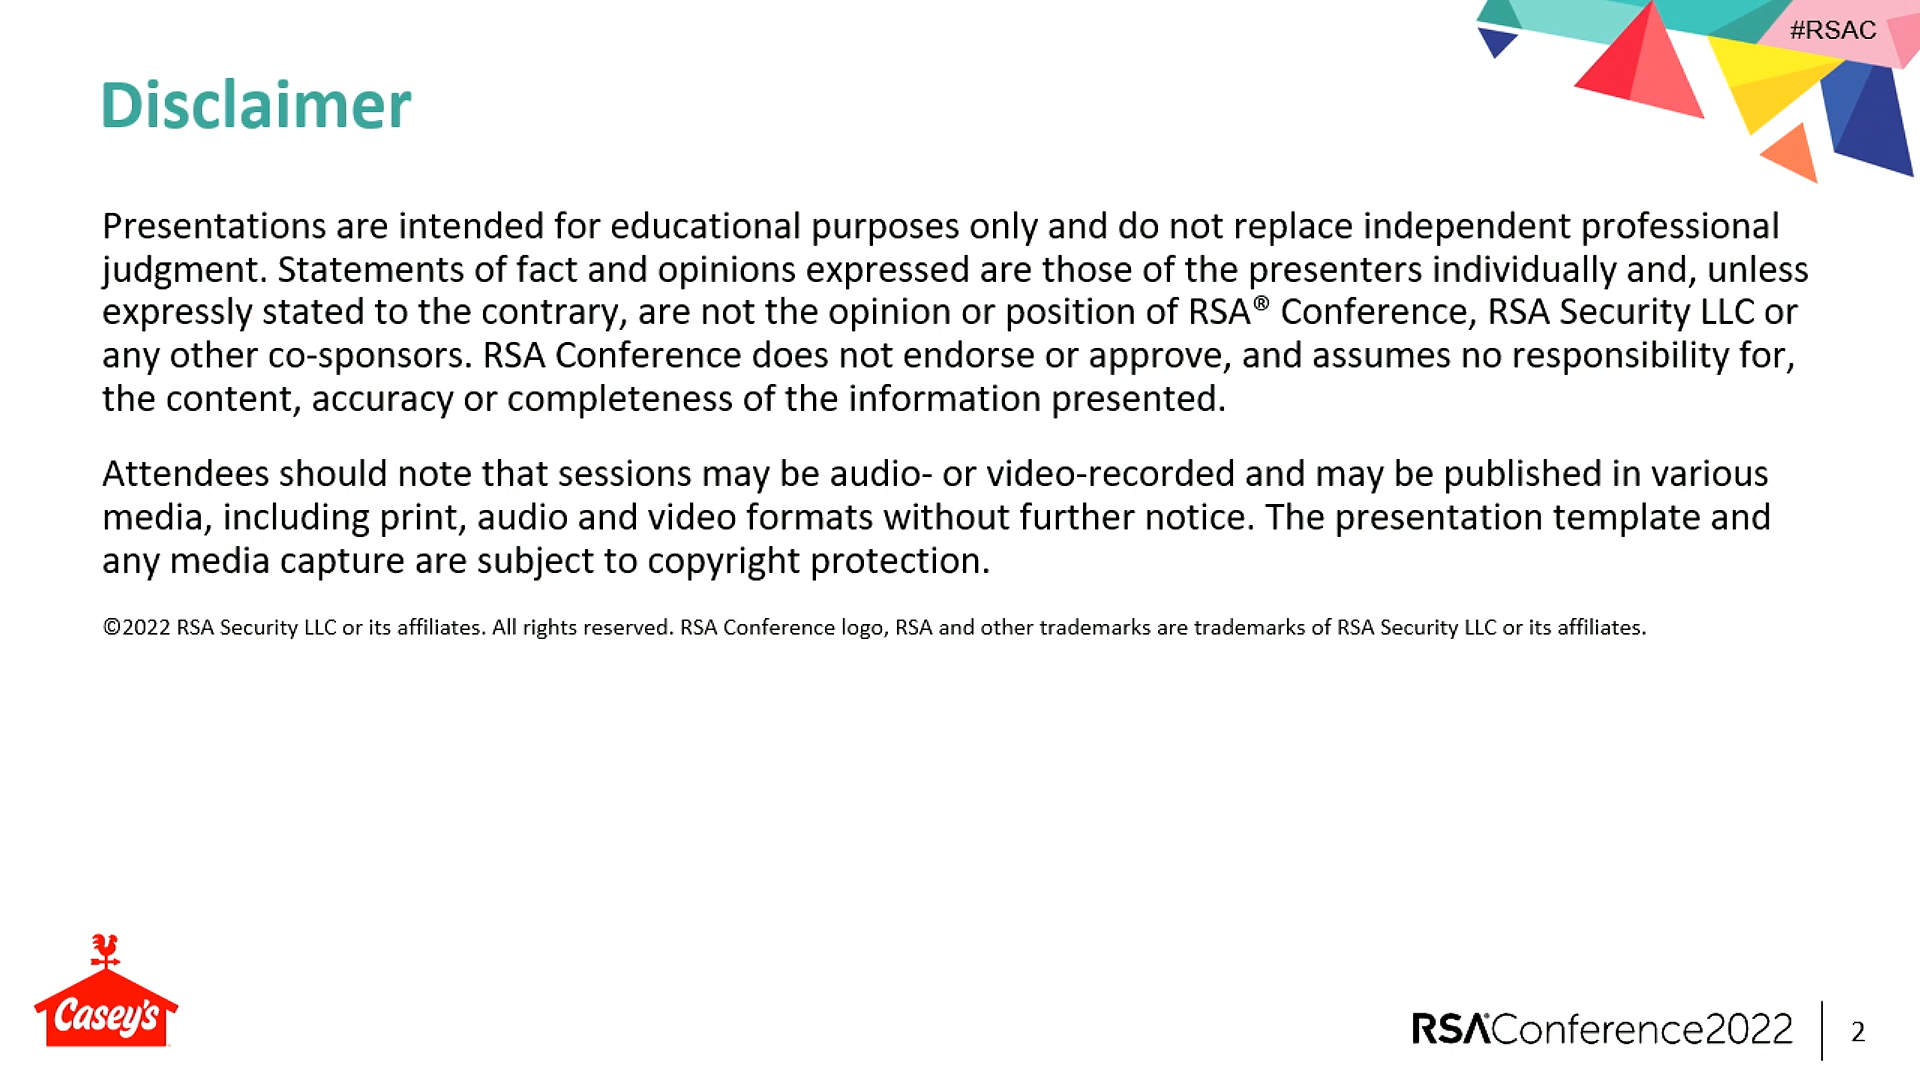 #RSAC
Disclaimer
Presentations are intended for educational purposes only and do not replace independent professional
judgment. Statements of fact and opinions expressed are those of the presenters individually and, unless
expressly stated to the contrary, are not the opinion or position of RSA® Conference, RSA Security LLC or
any other co-sponsors. RSA Conference does not endorse or approve, and assumes no responsibility for,
the content, accuracy or completeness of the information presented.
Attendees should note that sessions may be audio- or video-recorded and may be published in various
media, including print, audio and video formats without further notice. The presentation template and
any media capture are subject to copyright protection.
©2022 RSA Security LLC or its affiliates. All rights reserved. RSA Conference logo, RSA and other trademarks are trademarks of RSA Security LLC or its affiliates.
Casey's
RSA®Conference2022
2